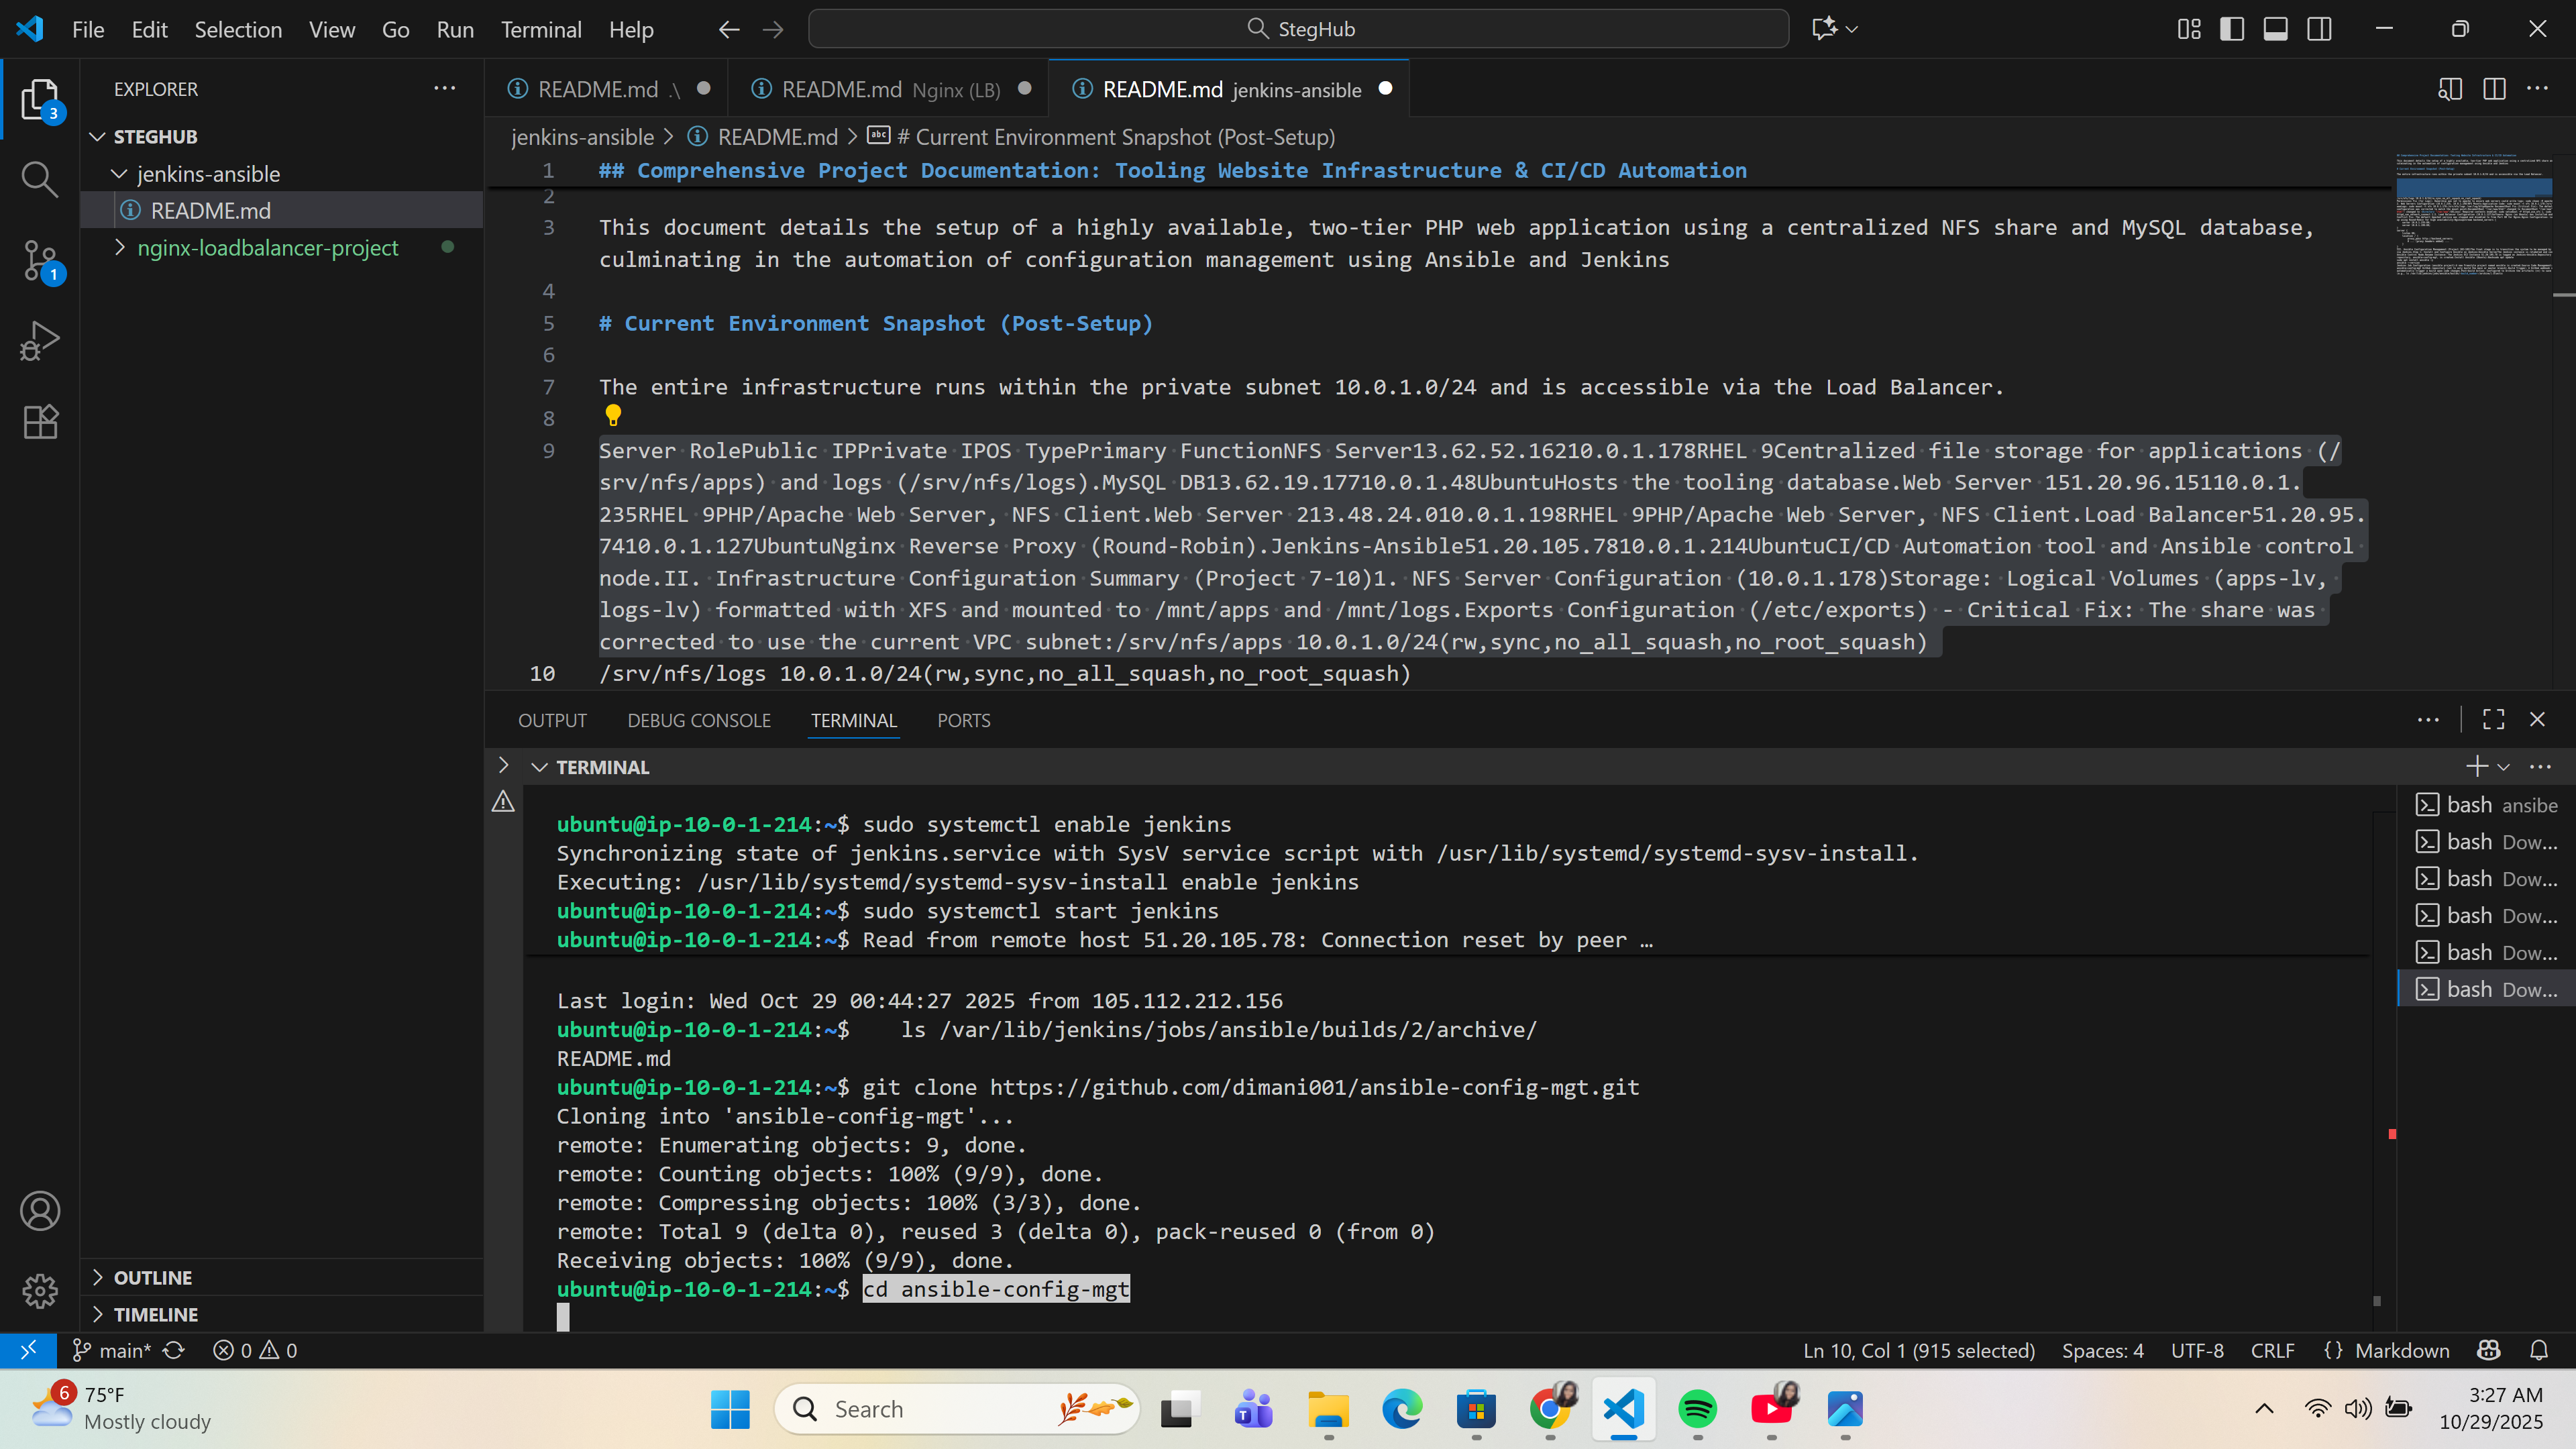 File Edit Selection View Go Run Terminal Help
StegHub
EXPLORER
3
STEGHUB
jenkins-ansible
README.md
nginx-loadbalancer-project
1
OUTLINE
TIMELINE
README.md .\
README.md Nginx (LB)
README.md jenkins-ansible
jenkins-ansible > README.md > # Current Environment Snapshot (Post-Setup)
1 ## Comprehensive Project Documentation: Tooling Website Infrastructure & CI/CD Automation
2
3 This document details the setup of a highly available, two-tier PHP web application using a centralized NFS share and MySQL database,
culminating in the automation of configuration management using Ansible and Jenkins
4
5 # Current Environment Snapshot (Post-Setup)
6
7 The entire infrastructure runs within the private subnet 10.0.1.0/24 and is accessible via the Load Balancer.
8
9 Server RolePublic IPPrivate IPOS TypePrimary FunctionNFS Server13.62.52.16210.0.1.178RHEL 9Centralized file storage for applications (/
srv/nfs/apps) and logs (/srv/nfs/logs).MySQL DB13.62.19.17710.0.1.48UbuntuHosts the tooling database.Web Server 151.20.96.15110.0.1.
235RHEL 9PHP/Apache Web Server, NFS Client.Web Server 213.48.24.010.0.1.198RHEL 9PHP/Apache Web Server, NFS Client.Load Balancer51.20.95.
7410.0.1.127UbuntuNginx Reverse Proxy (Round-Robin).Jenkins-Ansible51.20.105.7810.0.1.214UbuntuCI/CD Automation tool and Ansible control
node.II. Infrastructure Configuration Summary (Project 7-10)1. NFS Server Configuration (10.0.1.178)Storage: Logical Volumes (apps-lv,
logs-lv) formatted with XFS and mounted to /mnt/apps and /mnt/logs.Exports Configuration (/etc/exports) - Critical Fix: The share was
corrected to use the current VPC subnet:/srv/nfs/apps 10.0.1.0/24(rw,sync,no_all_squash,no_root_squash)
10 /srv/nfs/logs 10.0.1.0/24(rw,sync,no_all_squash,no_root_squash)
OUTPUT DEBUG CONSOLE TERMINAL PORTS
TERMINAL
ubuntu@ip-10-0-1-214:~$ sudo systemctl enable jenkins
Synchronizing state of jenkins.service with SysV service script with /usr/lib/systemd/systemd-sysv-install.
Executing: /usr/lib/systemd/systemd-sysv-install enable jenkins
ubuntu@ip-10-0-1-214:~$ sudo systemctl start jenkins
ubuntu@ip-10-0-1-214:~$ Read from remote host 51.20.105.78: Connection reset by peer …
Last login: Wed Oct 29 00:44:27 2025 from 105.112.212.156
ubuntu@ip-10-0-1-214:~$    ls /var/lib/jenkins/jobs/ansible/builds/2/archive/
README.md
ubuntu@ip-10-0-1-214:~$ git clone https://github.com/dimani001/ansible-config-mgt.git
Cloning into 'ansible-config-mgt'...
remote: Enumerating objects: 9, done.
remote: Counting objects: 100% (9/9), done.
remote: Compressing objects: 100% (3/3), done.
remote: Total 9 (delta 0), reused 3 (delta 0), pack-reused 0 (from 0)
Receiving objects: 100% (9/9), done.
ubuntu@ip-10-0-1-214:~$ cd ansible-config-mgt
bash ansibe
bash Dow...
bash Dow...
bash Dow...
bash Dow...
bash Dow...
main* 0 0
Ln 10, Col 1 (915 selected) Spaces: 4 UTF-8 CRLF {} Markdown
6
75°F
Mostly cloudy
Search
3:27 AM
10/29/2025